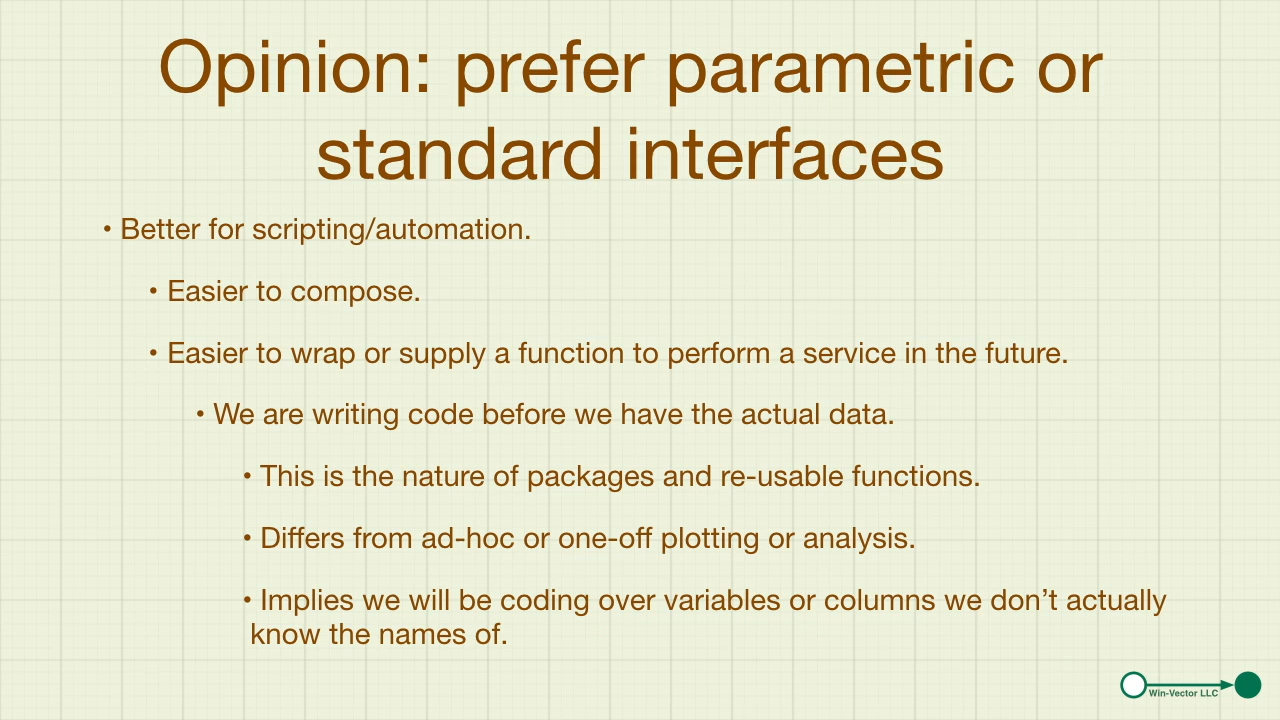 Opinion: prefer parametric or
standard interfaces
• Better for scripting/automation.
• Easier to compose.
• Easier to wrap or supply a function to perform a service in the future.
• We are writing code before we have the actual data.
• This is the nature of packages and re-usable functions.
• Differs from ad-hoc or one-off plotting or analysis.
• Implies we will be coding over variables or columns we don’t actually
know the names of.
Win-Vector LLC